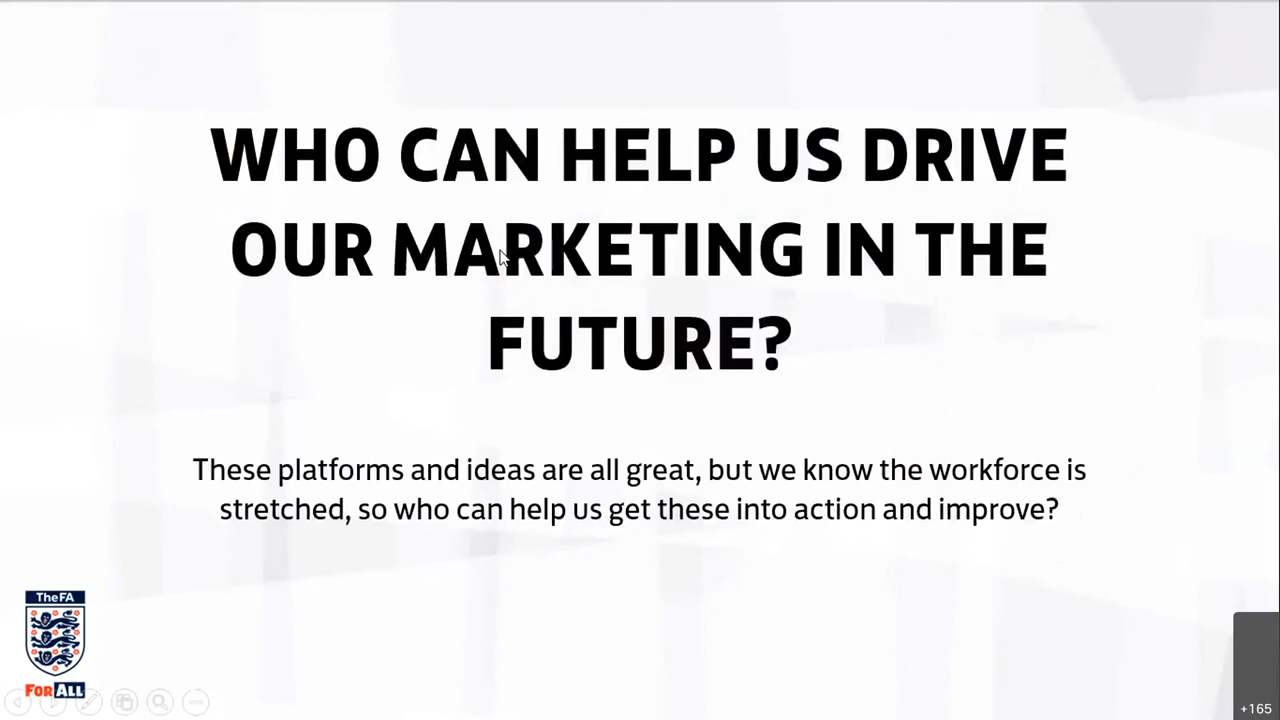 WHO CAN HELP US DRIVE
OUR MARKETING IN THE
FUTURE?
These platforms and ideas are all great, but we know the workforce is
stretched, so who can help us get these into action and improve?
The FA
FOR ALL
+165